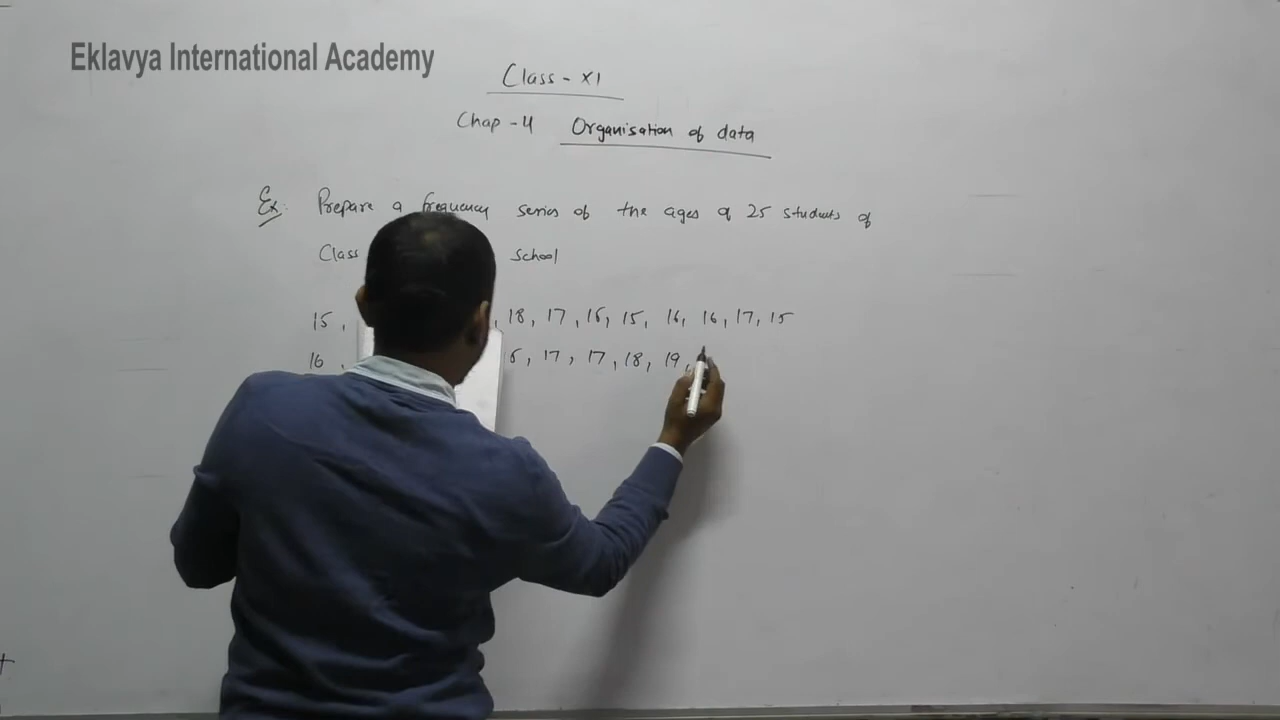 Eklavya International Academy
Class - XI
Chap - 4 Organisation of data
Ex: Prepare a frequency series of the ages of 25 students of
Class School
15, , 18, 17, 16, 15, 16, 16, 17, 15
16, 6, 17, 17, 18, 19,